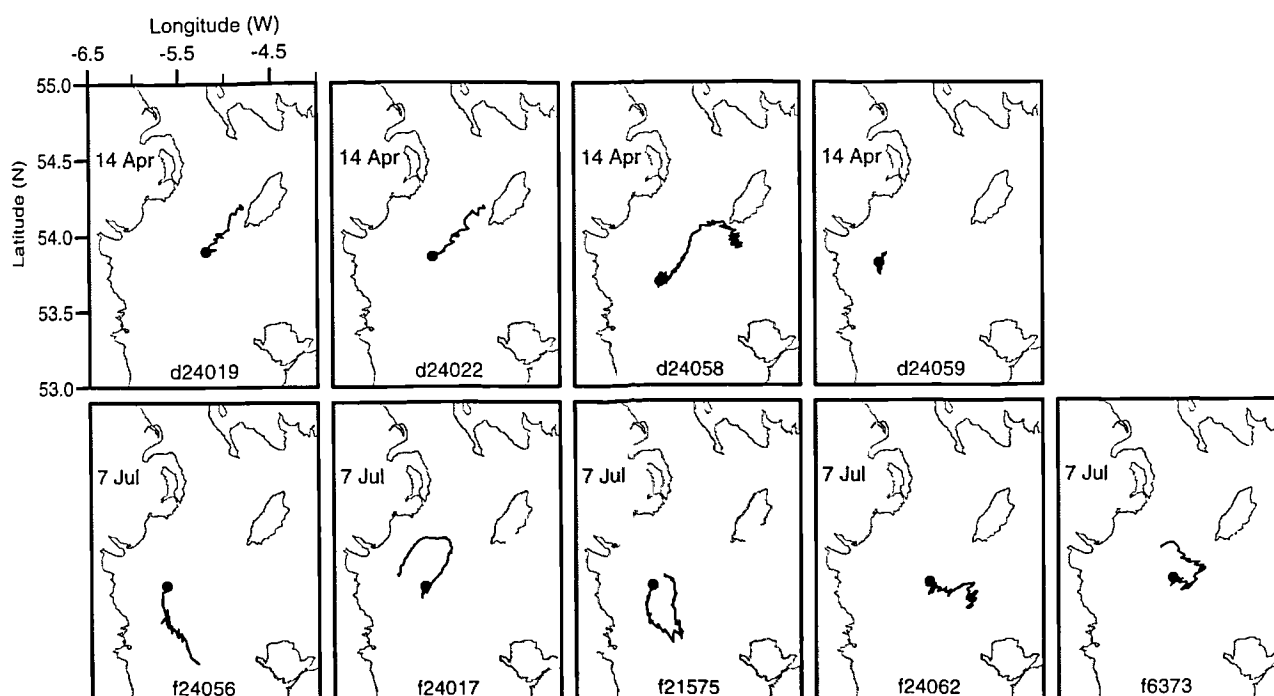 Longitude (W)
-6.5 -5.5 -4.5
55.0
54.5
54.0
53.5
53.0
Latitude (N)
14 Apr
d24019
14 Apr
d24022
14 Apr
d24058
14 Apr
d24059
7 Jul
f24056
7 Jul
f24017
7 Jul
f21575
7 Jul
f24062
7 Jul
f6373